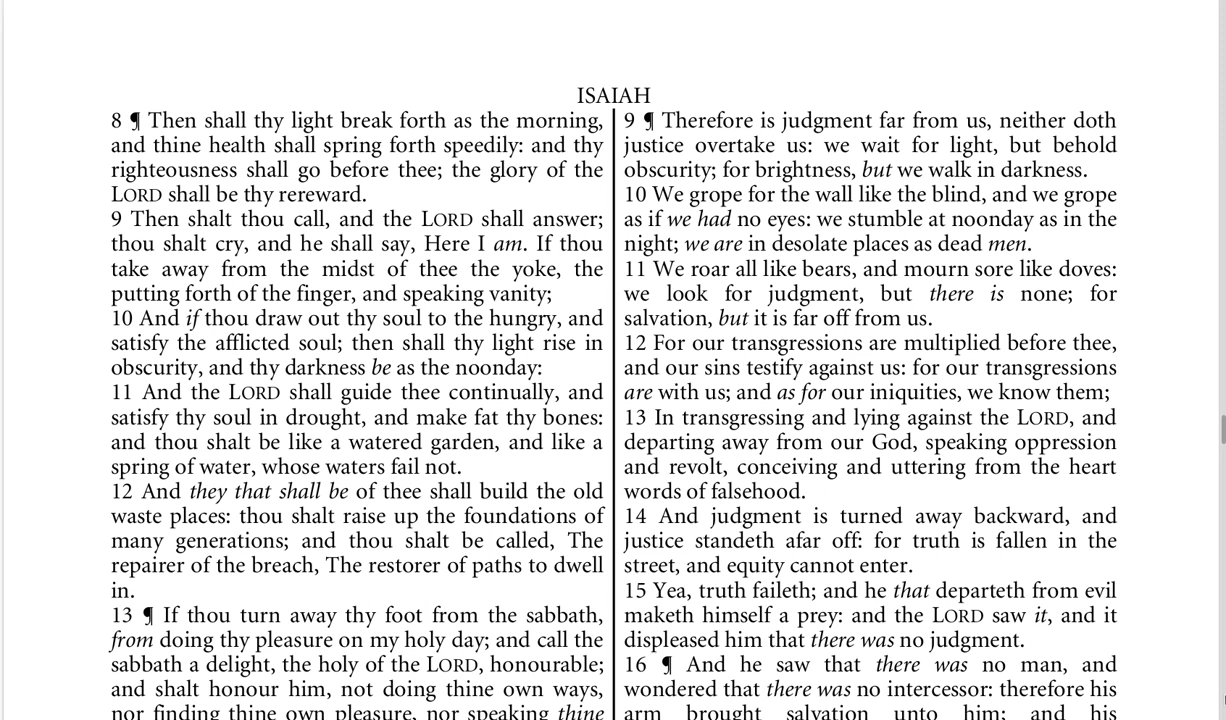 ISAIAH
8 ¶ Then shall thy light break forth as the morning,
and thine health shall spring forth speedily: and thy
righteousness shall go before thee; the glory of the
LORD shall be thy rereward.
9 Then shalt thou call, and the LORD shall answer;
thou shalt cry, and he shall say, Here I am. If thou
take away from the midst of thee the yoke, the
putting forth of the finger, and speaking vanity;
10 And if thou draw out thy soul to the hungry, and
satisfy the afflicted soul; then shall thy light rise in
obscurity, and thy darkness be as the noonday:
11 And the LORD shall guide thee continually, and
satisfy thy soul in drought, and make fat thy bones:
and thou shalt be like a watered garden, and like a
spring of water, whose waters fail not.
12 And they that shall be of thee shall build the old
waste places: thou shalt raise up the foundations of
many generations; and thou shalt be called, The
repairer of the breach, The restorer of paths to dwell
in.
13 ¶ If thou turn away thy foot from the sabbath,
from doing thy pleasure on my holy day; and call the
sabbath a delight, the holy of the LORD, honourable;
and shalt honour him, not doing thine own ways,
nor finding thine own pleasure, nor speaking thine
9 ¶ Therefore is judgment far from us, neither doth
justice overtake us: we wait for light, but behold
obscurity; for brightness, but we walk in darkness.
10 We grope for the wall like the blind, and we grope
as if we had no eyes: we stumble at noonday as in the
night; we are in desolate places as dead men.
11 We roar all like bears, and mourn sore like doves:
we look for judgment, but there is none; for
salvation, but it is far off from us.
12 For our transgressions are multiplied before thee,
and our sins testify against us: for our transgressions
are with us; and as for our iniquities, we know them;
13 In transgressing and lying against the LORD, and
departing away from our God, speaking oppression
and revolt, conceiving and uttering from the heart
words of falsehood.
14 And judgment is turned away backward, and
justice standeth afar off: for truth is fallen in the
street, and equity cannot enter.
15 Yea, truth faileth; and he that departeth from evil
maketh himself a prey: and the LORD saw it, and it
displeased him that there was no judgment.
16 ¶ And he saw that there was no man, and
wondered that there was no intercessor: therefore his
arm brought salvation unto him; and his